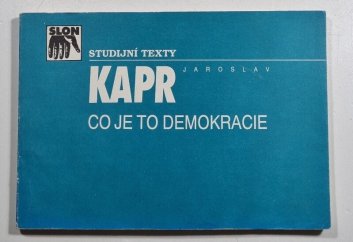 SLON
STUDIJNÍ TEXTY
JAROSLAV
KAPR
CO JE TO DEMOKRACIE